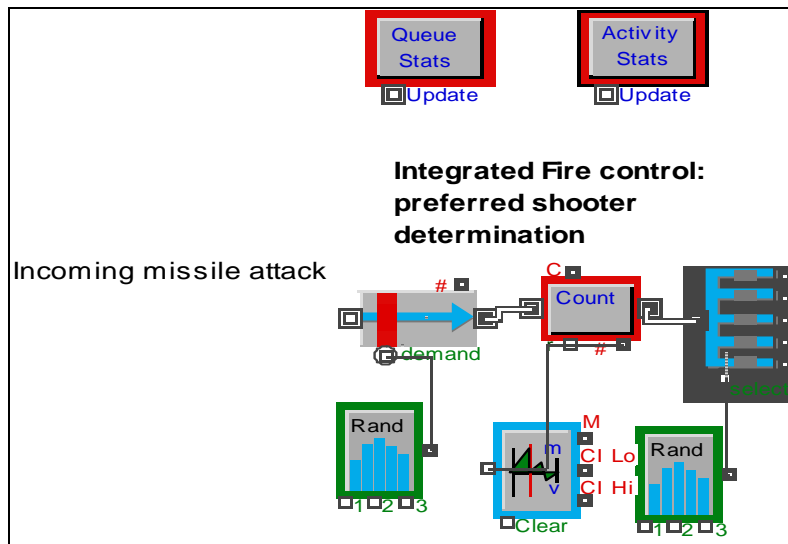 Queue
Stats
Update
Activity
Stats
Update
Integrated Fire control:
preferred shooter
determination
Incoming missile attack
#
demand
C
Count
#
select
Rand
1 2 3
M
m
CI Lo
CI Hi
v
Clear
Rand
1 2 3